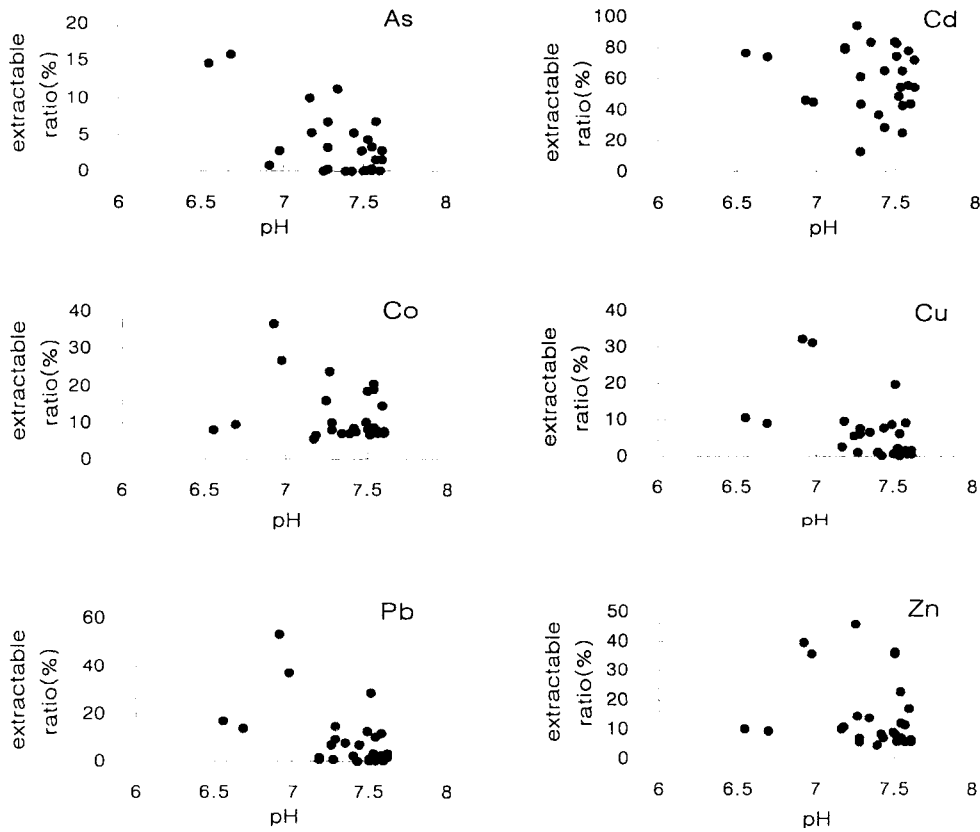 As
20
15
10
5
0
extractable
ratio(%)
6
6.5
7
7.5
8
pH
Cd
100
80
60
40
20
0
extractable
ratio(%)
6
6.5
7
7.5
8
pH
Co
40
30
20
10
0
extractable
ratio(%)
6
6.5
7
7.5
8
pH
Cu
40
30
20
10
0
extractable
ratio(%)
6
6.5
7
7.5
8
pH
Pb
60
40
20
0
extractable
ratio(%)
6
6.5
7
7.5
8
pH
Zn
50
40
30
20
10
0
extractable
ratio(%)
6
6.5
7
7.5
8
pH